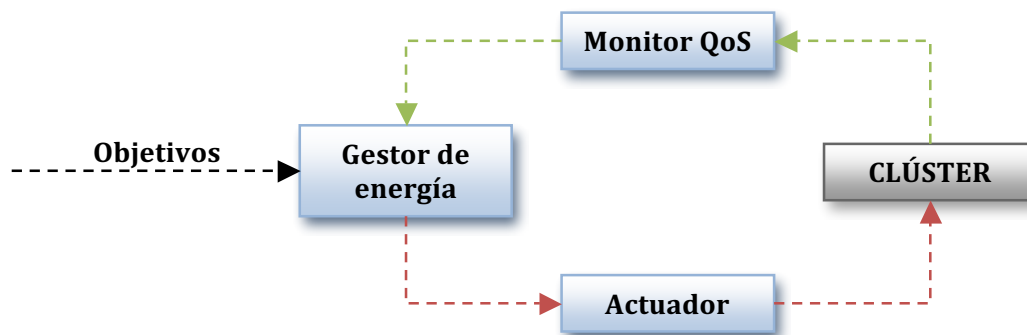 Monitor QoS
Objetivos
Gestor de
energía
CLÚSTER
Actuador